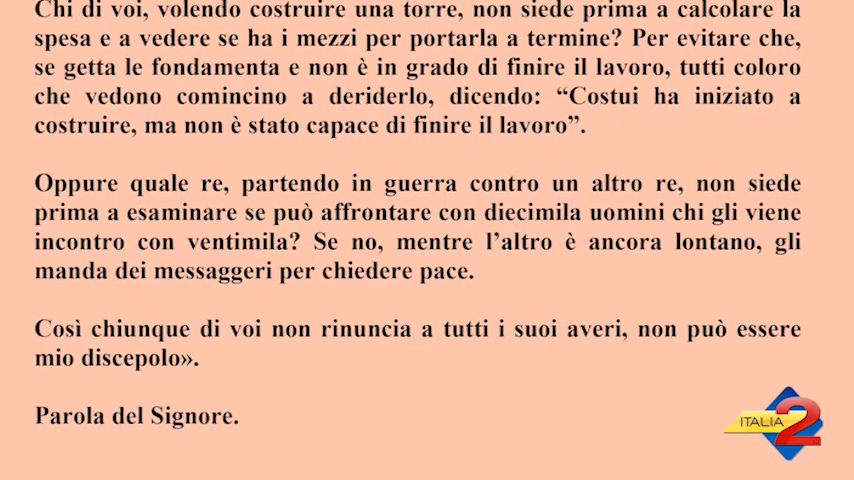 Chi di voi, volendo costruire una torre, non siede prima a calcolare la
spesa e a vedere se ha i mezzi per portarla a termine? Per evitare che,
se getta le fondamenta e non è in grado di finire il lavoro, tutti coloro
che vedono comincino a deriderlo, dicendo: “Costui ha iniziato a
costruire, ma non è stato capace di finire il lavoro”.
Oppure quale re, partendo in guerra contro un altro re, non siede
prima a esaminare se può affrontare con diecimila uomini chi gli viene
incontro con ventimila? Se no, mentre l’altro è ancora lontano, gli
manda dei messaggeri per chiedere pace.
Così chiunque di voi non rinuncia a tutti i suoi averi, non può essere
mio discepolo».
Parola del Signore.
ITALIA 2